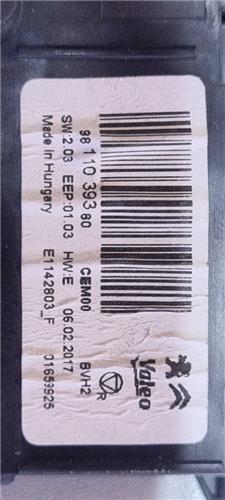 Valeo
98 110 393 80 CEM00 BVH2
SW:2.03 EEP:01.03 HW:E 06.02.2017 R
Made in Hungary E1142803_F 01659925